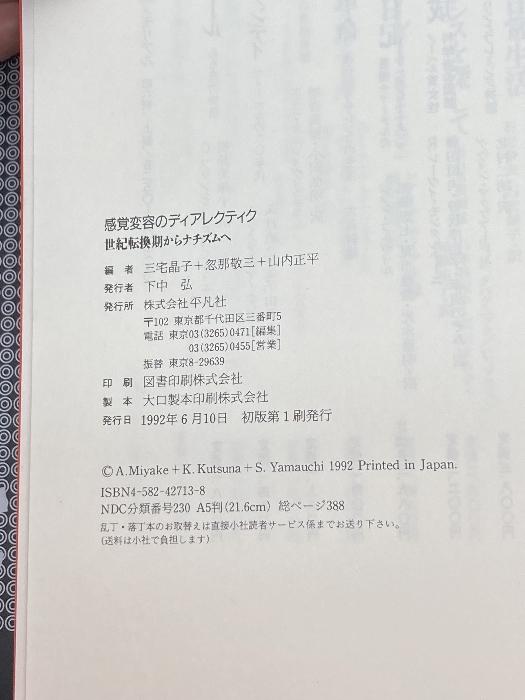 感覚変容のディアレクティク
世紀転換期からナチズムへ
編 者 三宅晶子＋忽那敬三＋山内正平
発行者 下中 弘
発行所 株式会社平凡社
〒102 東京都千代田区三番町5
電話 東京03(3265)0471[編集]
03(3265)0455[営業]
振替 東京8-29639
印 刷 図書印刷株式会社
製 本 大口製本印刷株式会社
発行日 1992年6月10日 初版第1刷発行
©A.Miyake+K.Kutsuna+S.Yamauchi 1992 Printed in Japan.
ISBN4-582-42713-8
NDC分類番号230 A5判(21.6cm) 総ページ388
乱丁・落丁本のお取替えは直接小社読者サービス係までお送り下さい。
(送料は小社で負担します)